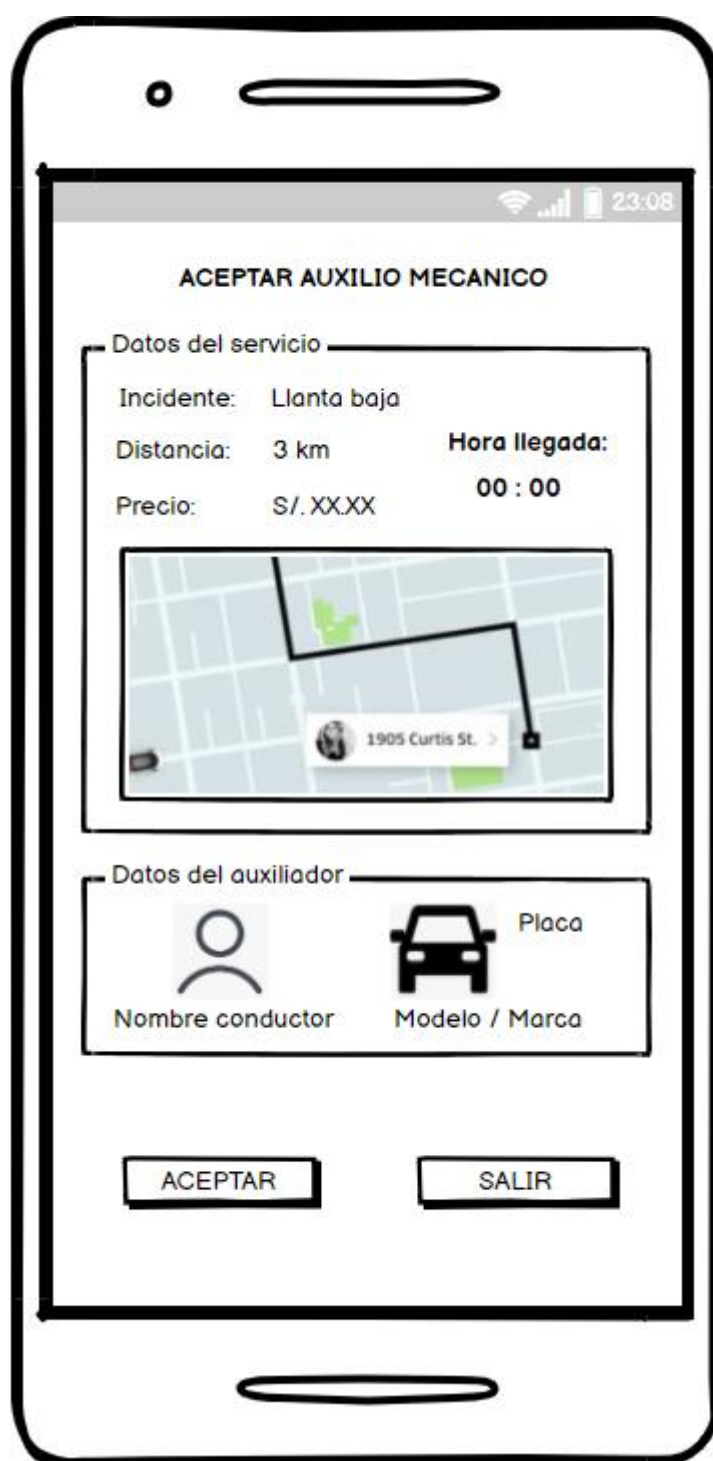 23:08
ACEPTAR AUXILIO MECANICO
Datos del servicio
Incidente: Llanta baja
Distancia: 3 km
Hora llegada:
00 : 00
Precio: S/. XX.XX
1905 Curtis St. >
Datos del auxiliador
Placa
Nombre conductor
Modelo / Marca
ACEPTAR
SALIR